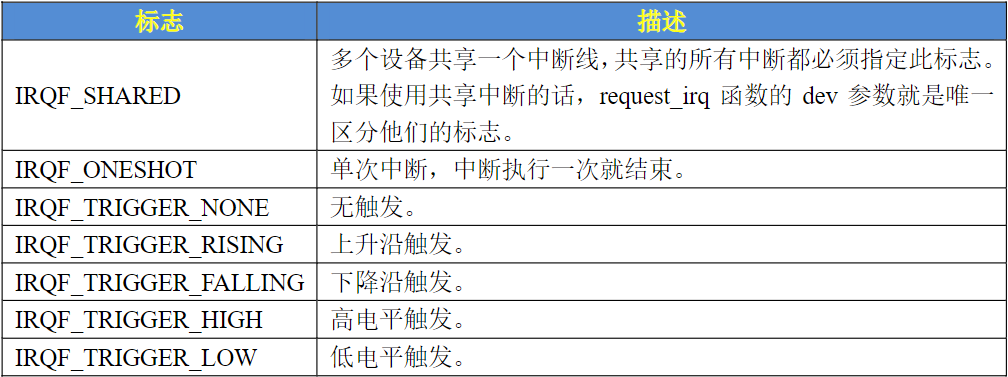 标志 描述
多个设备共享一个中断线，共享的所有中断都必须指定此标志。
IRQF_SHARED 如果使用共享中断的话，request_irq 函数的 dev 参数就是唯一
区分他们的标志。
IRQF_ONESHOT 单次中断，中断执行一次就结束。
IRQF_TRIGGER_NONE 无触发。
IRQF_TRIGGER_RISING 上升沿触发。
IRQF_TRIGGER_FALLING 下降沿触发。
IRQF_TRIGGER_HIGH 高电平触发。
IRQF_TRIGGER_LOW 低电平触发。